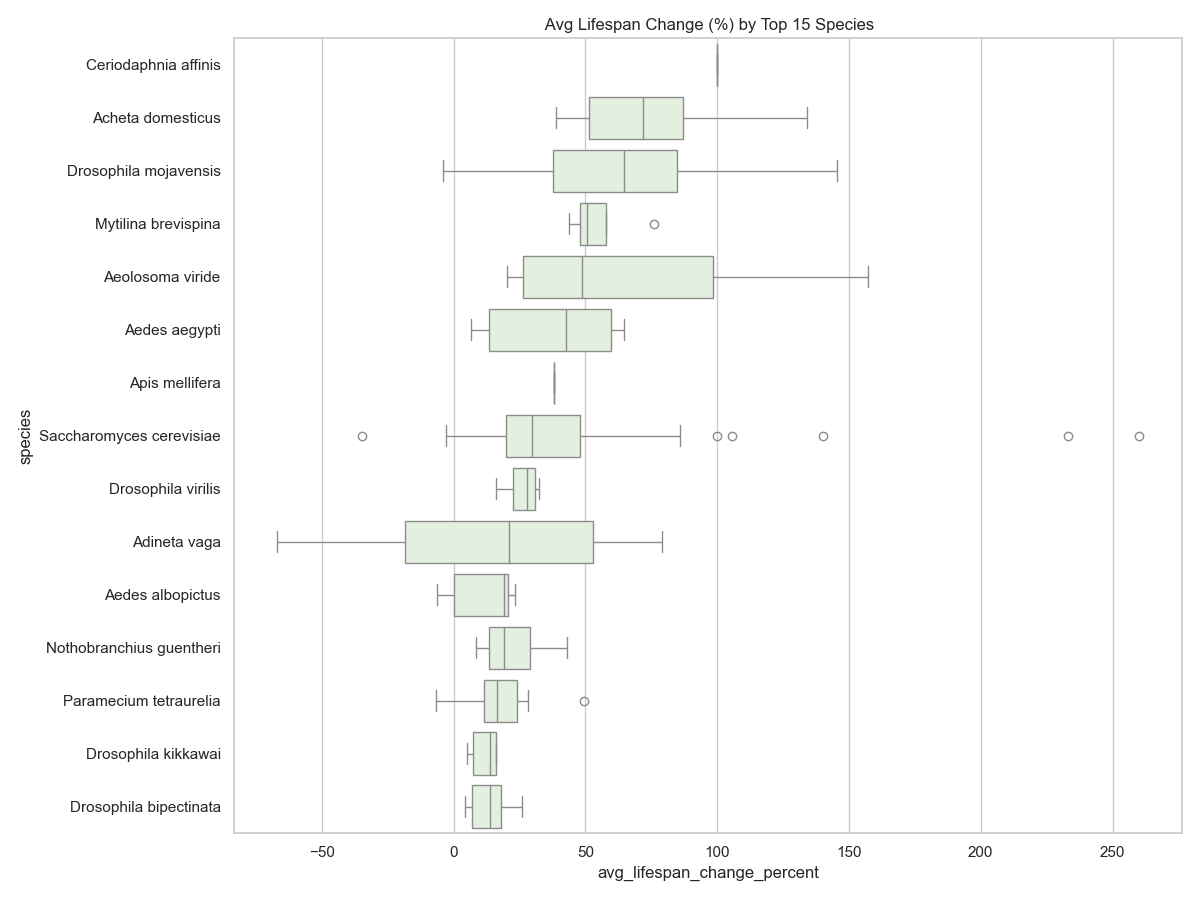 Avg Lifespan Change (%) by Top 15 Species
Ceriodaphnia affinis
Acheta domesticus
Drosophila mojavensis
Mytilina brevispina
Aeolosoma viride
Aedes aegypti
Apis mellifera
Saccharomyces cerevisiae
Drosophila virilis
Adineta vaga
Aedes albopictus
Nothobranchius guentheri
Paramecium tetraurelia
Drosophila kikkawai
Drosophila bipectinata
species
−50 0 50 100 150 200 250
avg_lifespan_change_percent